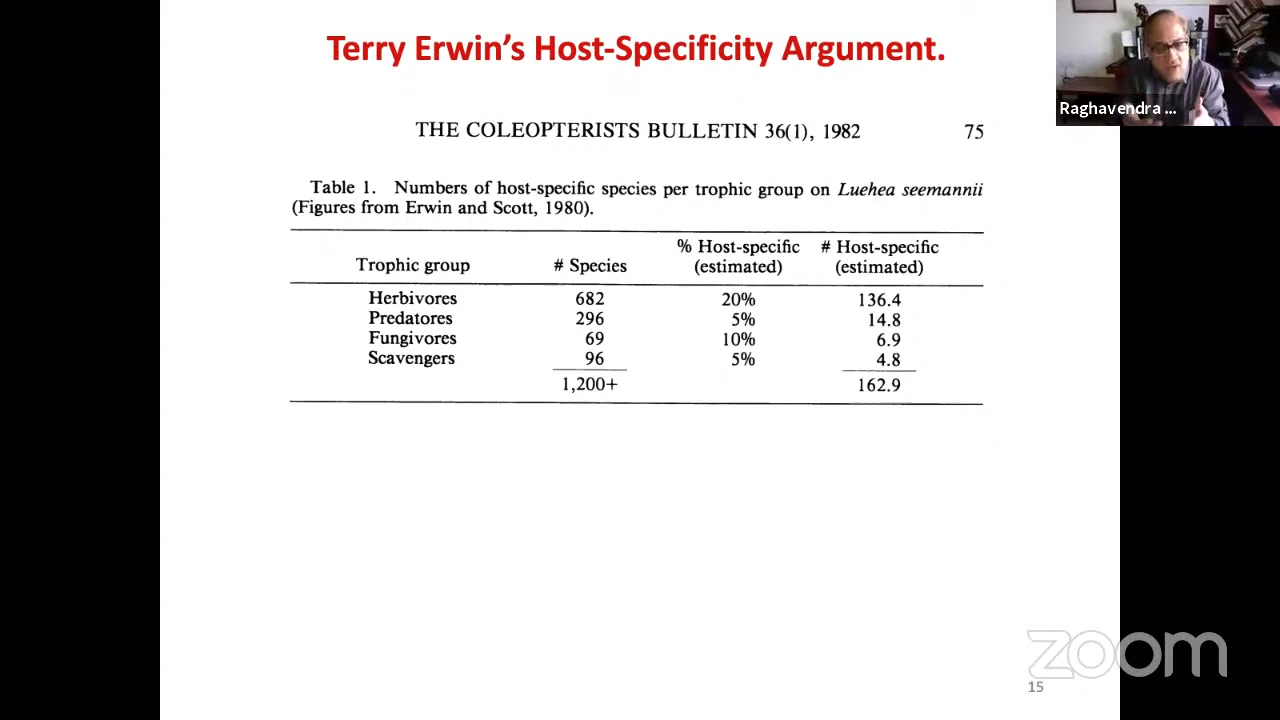 Terry Erwin's Host-Specificity Argument.
Raghavendra ...
THE COLEOPTERISTS BULLETIN 36(1), 1982 75
Table 1. Numbers of host-specific species per trophic group on Luehea seemannii
(Figures from Erwin and Scott, 1980).
Trophic group # Species % Host-specific (estimated) # Host-specific (estimated)
Herbivores 682 20% 136.4
Predatores 296 5% 14.8
Fungivores 69 10% 6.9
Scavengers 96 5% 4.8
1,200+ 162.9
zoom
15